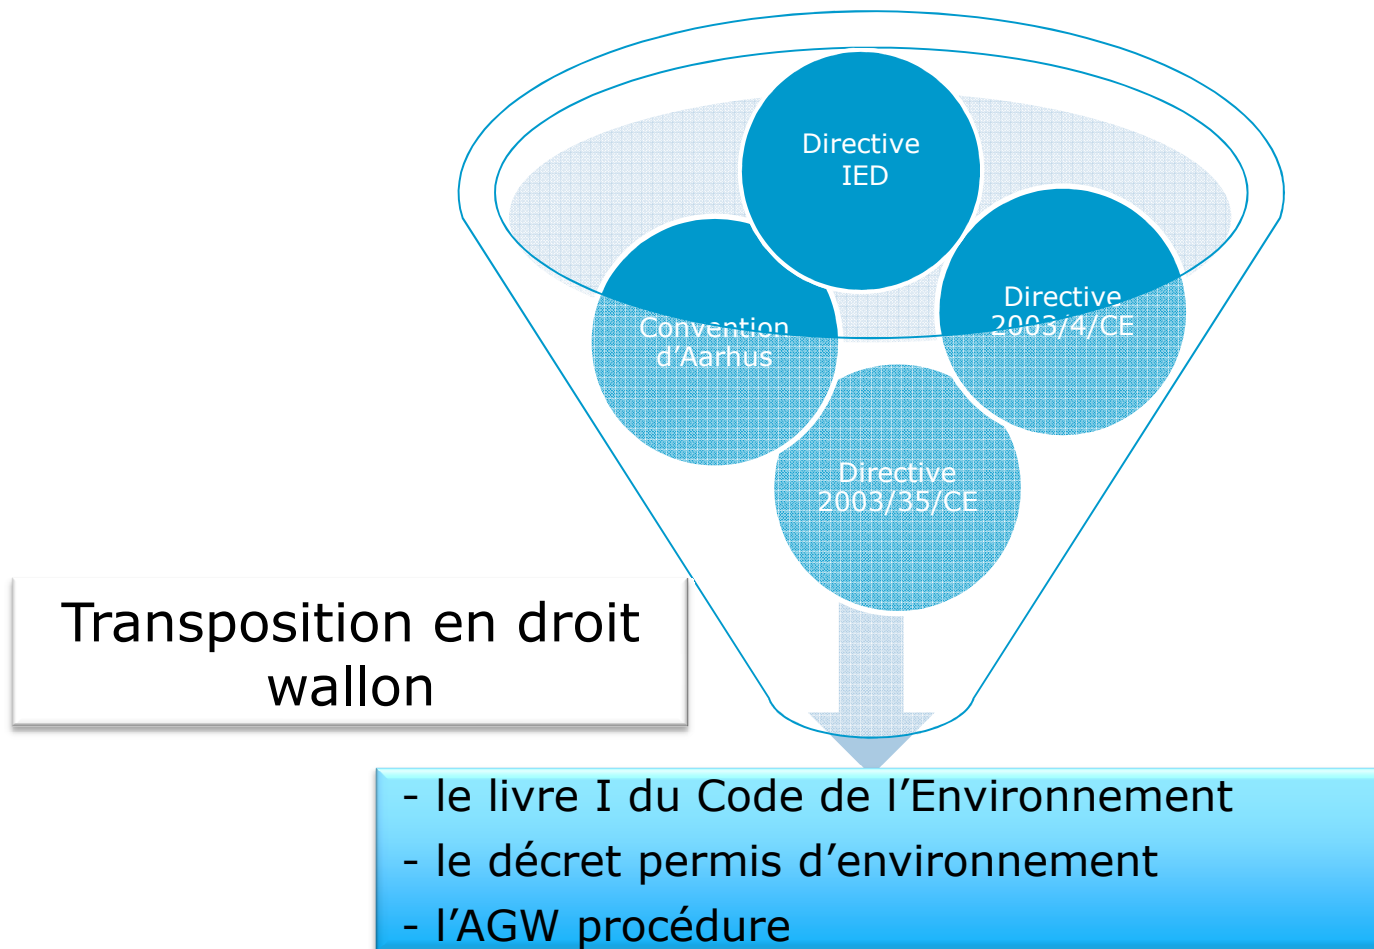 Directive
IED
Directive
2003/4/CE
Convention
d’Aarhus
Directive
2003/35/CE
Transposition en droit
wallon
- le livre I du Code de l’Environnement
- le décret permis d’environnement
- l’AGW procédure